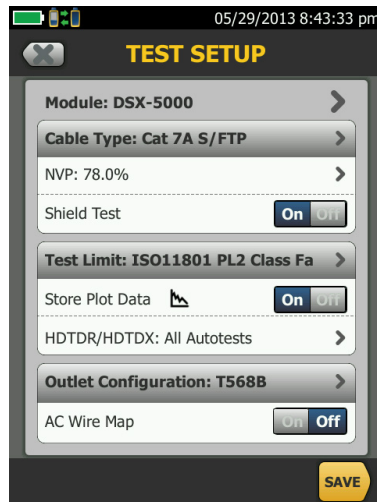 05/29/2013 8:43:33 pm
TEST SETUP
Module: DSX-5000
Cable Type: Cat 7A S/FTP
NVP: 78.0%
Shield Test On Off
Test Limit: ISO11801 PL2 Class Fa
Store Plot Data On Off
HDTDR/HDTDX: All Autotests
Outlet Configuration: T568B
AC Wire Map On Off
SAVE